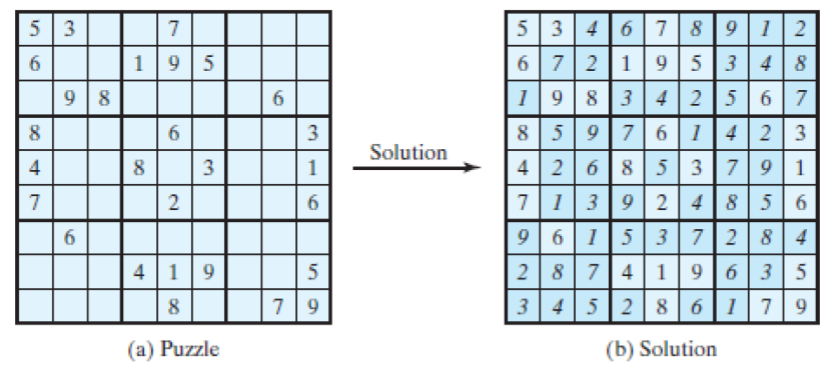 5 3 7 5 3 4 6 7 8 9 1 2
6 1 9 5 6 7 2 1 9 5 3 4 8
9 8 6 1 9 8 3 4 2 5 6 7
8 6 3 8 5 9 7 6 1 4 2 3
Solution
4 8 3 1 4 2 6 8 5 3 7 9 1
7 2 6 7 1 3 9 2 4 8 5 6
6 9 6 1 5 3 7 2 8 4
4 1 9 5 2 8 7 4 1 9 6 3 5
8 7 9 3 4 5 2 8 6 1 7 9
(a) Puzzle (b) Solution